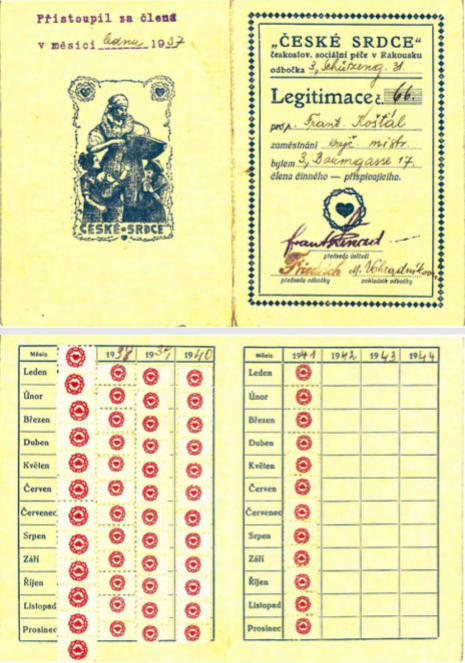 Přistoupil za člena
v měsíci lednu 1937
ČESKÉ SRDCE
„ČESKÉ SRDCE“
českoslov. sociální péče v Rakousku
odbočka 3, Schützeng. 31.
Legitimace č. 66.
pro p. Frant. Košťál
zaměstnání krejč. mistr.
bytem 3, Baumgasse 17.
člena činného — přispívajícího.
předseda ústředí
předseda odbočky pokladník odbočky
Měsíc 1938 1939 1940
Leden
Únor
Březen
Duben
Květen
Červen
Červenec
Srpen
Září
Říjen
Listopad
Prosinec
Měsíc 1941 1942 1943 1944
Leden
Únor
Březen
Duben
Květen
Červen
Červenec
Srpen
Září
Říjen
Listopad
Prosinec